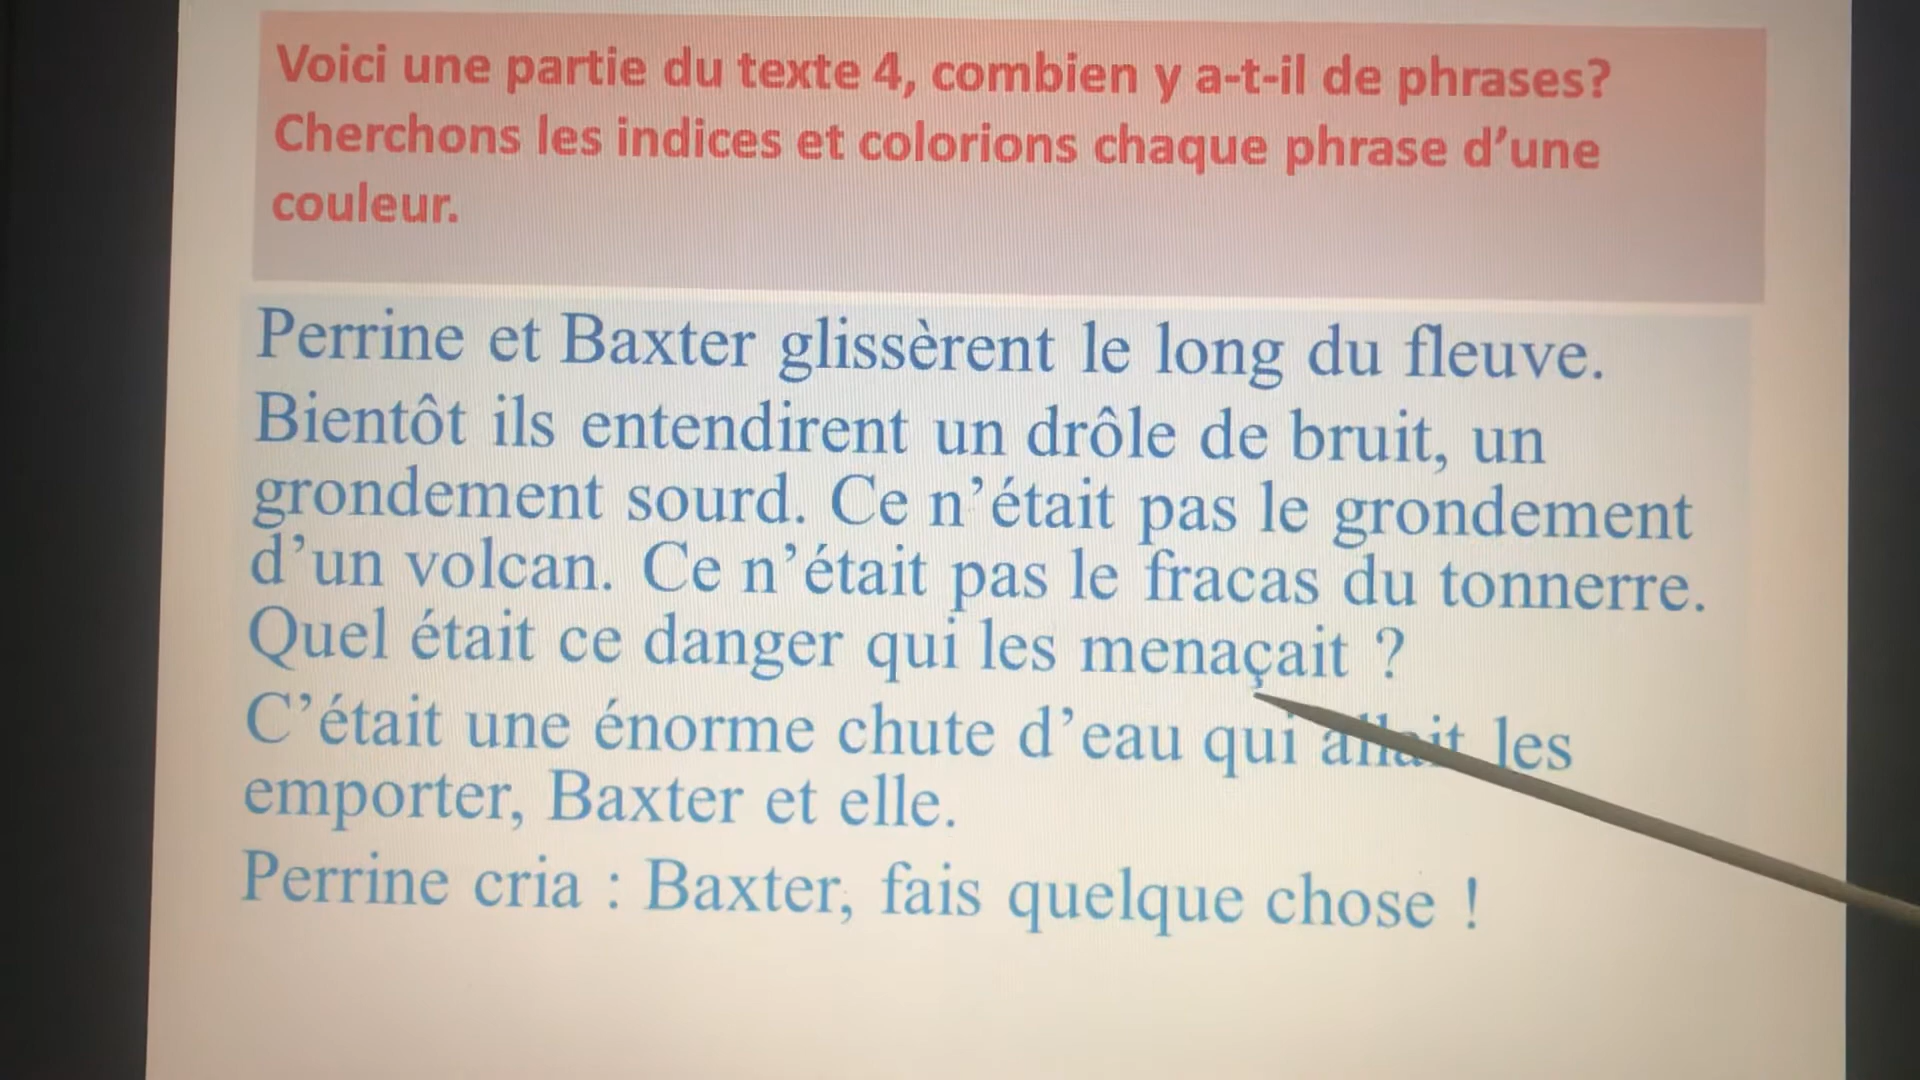 Voici une partie du texte 4, combien y a-t-il de phrases?
Cherchons les indices et colorions chaque phrase d’une
couleur.
Perrine et Baxter glissèrent le long du fleuve.
Bientôt ils entendirent un drôle de bruit, un
grondement sourd. Ce n’était pas le grondement
d’un volcan. Ce n’était pas le fracas du tonnerre.
Quel était ce danger qui les menaçait ?
C’était une énorme chute d’eau qui allait les
emporter, Baxter et elle.
Perrine cria : Baxter, fais quelque chose !